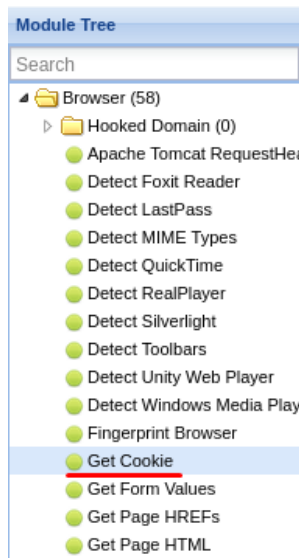 Module Tree
Search
Browser (58)
Hooked Domain (0)
Apache Tomcat RequestHea
Detect Foxit Reader
Detect LastPass
Detect MIME Types
Detect QuickTime
Detect RealPlayer
Detect Silverlight
Detect Toolbars
Detect Unity Web Player
Detect Windows Media Play
Fingerprint Browser
Get Cookie
Get Form Values
Get Page HREFs
Get Page HTML